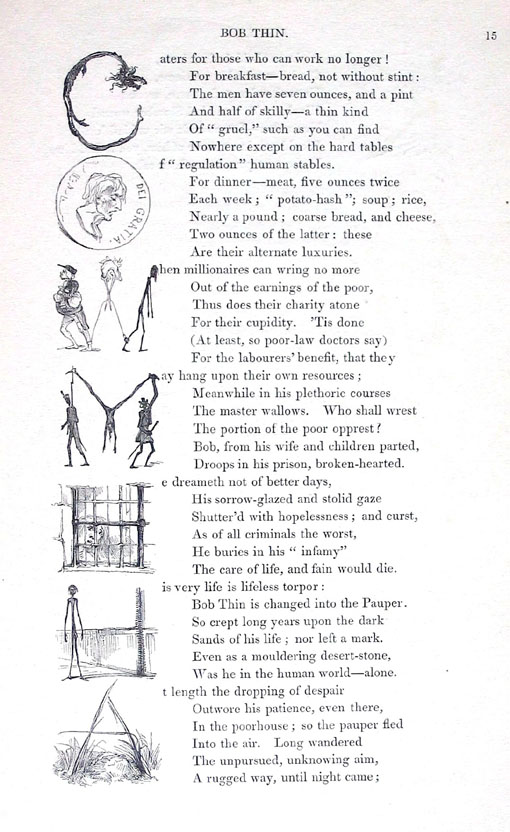 BOB THIN.
15
Caters for those who can work no longer!
For breakfast—bread, not without stint:
The men have seven ounces, and a pint
And half of skilly—a thin kind
Of "gruel," such as you can find
Nowhere except on the hard tables
DEI GRATIA.
Of "regulation" human stables.
For dinner—meat, five ounces twice
Each week; "potato-hash"; soup; rice,
Nearly a pound; coarse bread, and cheese,
Two ounces of the latter: these
Are their alternate luxuries.
When millionaires can wring no more
Out of the earnings of the poor,
Thus does their charity atone
For their cupidity. 'Tis done
(At least, so poor-law doctors say)
For the labourers' benefit, that they
May hang upon their own resources;
Meanwhile in his plethoric courses
The master wallows. Who shall wrest
The portion of the poor opprest?
Bob, from his wife and children parted,
Droops in his prison, broken-hearted.
He dreameth not of better days,
His sorrow-glazed and stolid gaze
Shutter'd with hopelessness; and curst,
As of all criminals the worst,
He buries in his "infamy"
The care of life, and fain would die.
His very life is lifeless torpor:
Bob Thin is changed into the Pauper.
So crept long years upon the dark
Sands of his life; nor left a mark.
Even as a mouldering desert-stone,
Was he in the human world—alone.
At length the dropping of despair
Outwore his patience, even there,
In the poorhouse; so the pauper fled
Into the air. Long wandered
The unpursued, unknowing aim,
A rugged way, until night came;